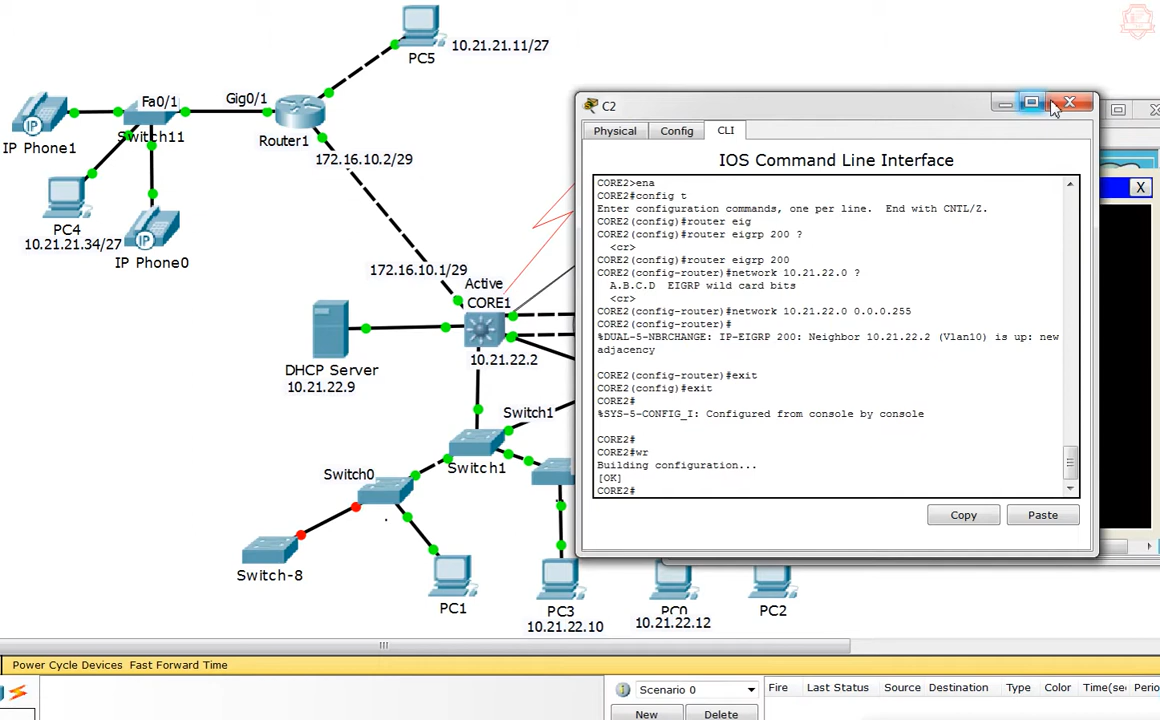 PC5
10.21.21.11/27
Fa0/1
Gig0/1
IP
IP Phone1
Switch11
Router1
172.16.10.2/29
PC4
10.21.21.34/27
IP
IP Phone0
172.16.10.1/29
Active
CORE1
10.21.22.2
DHCP Server
10.21.22.9
Switch1
Switch1
Switch0
Switch-8
PC1
PC3
10.21.22.10
PC0
10.21.22.12
PC2
C2
X
Physical
Config
CLI
IOS Command Line Interface
CORE2>ena
CORE2#config t
Enter configuration commands, one per line.  End with CNTL/Z.
CORE2(config)#router eig
CORE2(config)#router eigrp 200 ?
<cr>
CORE2(config)#router eigrp 200
CORE2(config-router)#network 10.21.22.0 ?
A.B.C.D  EIGRP wild card bits
<cr>
CORE2(config-router)#network 10.21.22.0 0.0.0.255
CORE2(config-router)#
%DUAL-5-NBRCHANGE: IP-EIGRP 200: Neighbor 10.21.22.2 (Vlan10) is up: new
adjacency
CORE2(config-router)#exit
CORE2(config)#exit
CORE2#
%SYS-5-CONFIG_I: Configured from console by console
CORE2#
CORE2#wr
Building configuration...
[OK]
CORE2#
Copy
Paste
Power Cycle Devices  Fast Forward Time
Scenario 0
New
Delete
Fire
Last Status
Source
Destination
Type
Color
Time(sec
Perio